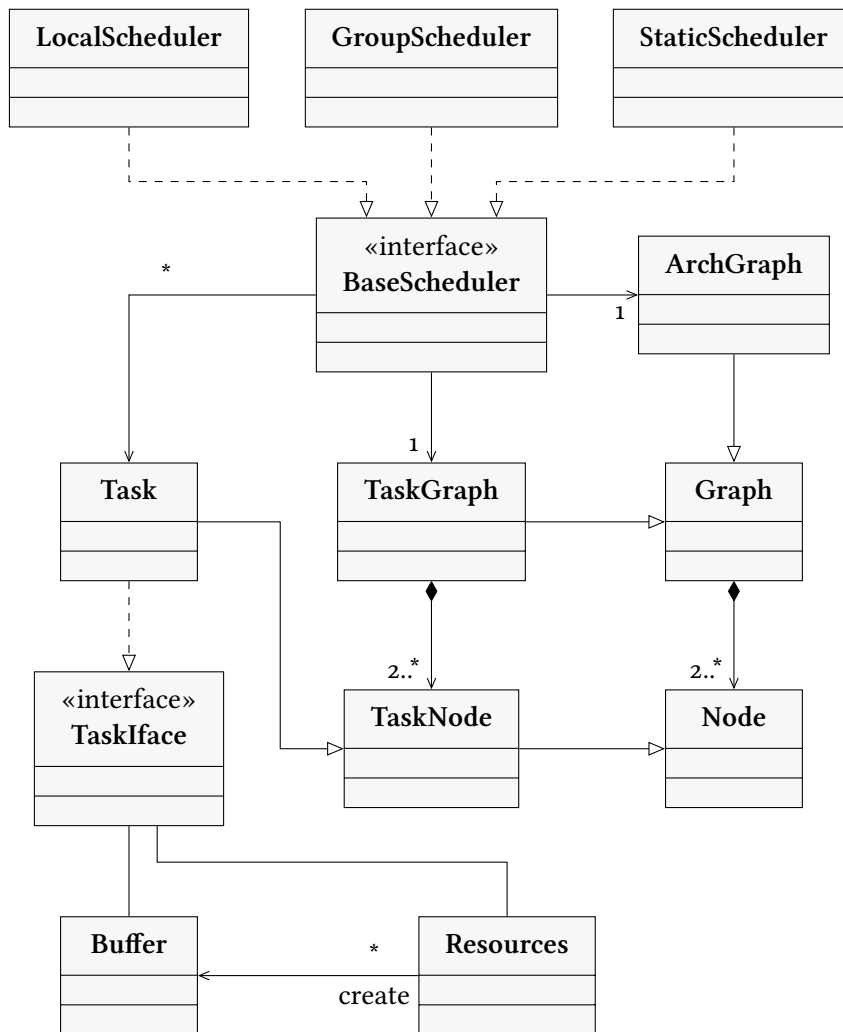 LocalScheduler
GroupScheduler
StaticScheduler
«interface»
BaseScheduler
ArchGraph
*
1
1
Task
TaskGraph
Graph
2..*
2..*
«interface»
TaskIface
TaskNode
Node
Buffer
*
create
Resources